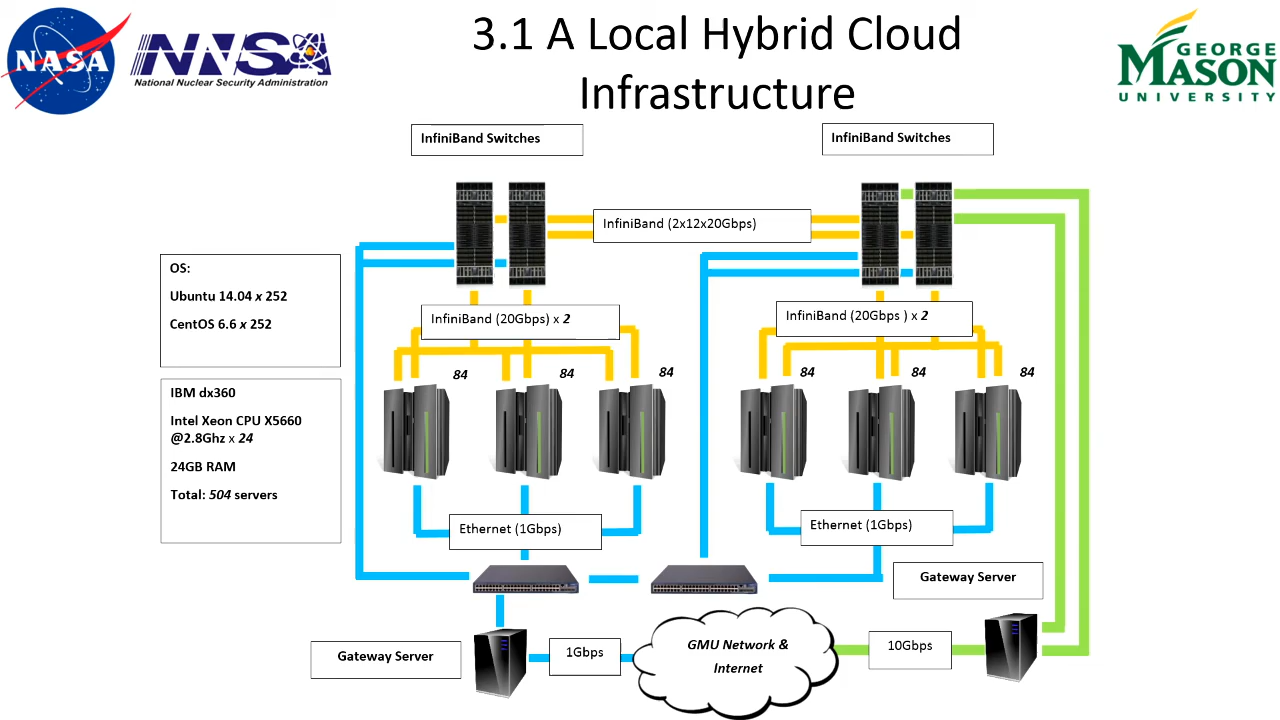 NASA
NNSA
National Nuclear Security Administration
3.1 A Local Hybrid Cloud
Infrastructure
GEORGE
MASON
UNIVERSITY
InfiniBand Switches
InfiniBand Switches
InfiniBand (2x12x20Gbps)
OS:
Ubuntu 14.04 x 252
CentOS 6.6 x 252
InfiniBand (20Gbps) x 2
InfiniBand (20Gbps ) x 2
84
84
84
84
84
84
IBM dx360
Intel Xeon CPU X5660
@2.8Ghz x 24
24GB RAM
Total: 504 servers
Ethernet (1Gbps)
Ethernet (1Gbps)
Gateway Server
Gateway Server
1Gbps
GMU Network &
Internet
10Gbps